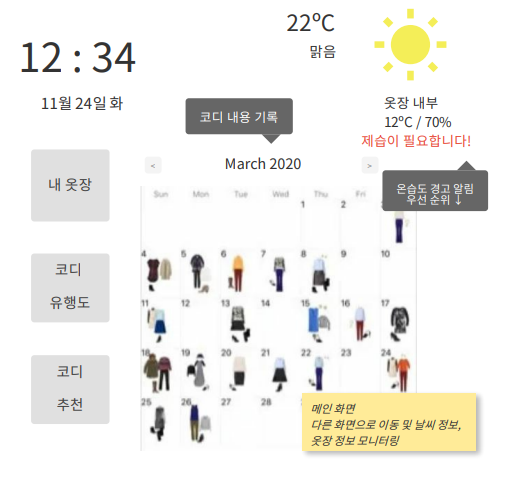 22℃
맑음
12 : 34
11월 24일 화
옷장 내부
12℃ / 70%
제습이 필요합니다!
코디 내용 기록
< March 2020 >
온습도 경고 알림
우선 순위 ↓
내 옷장
코디
유행도
코디
추천
Sun Mon Tue Wed Thu Fri
1 2
4 5 6 7 8 9 10
11 12 13 14 15 16 17
18 19 20 21 22 23 24
25 26 27 28
메인 화면
다른 화면으로 이동 및 날씨 정보,
옷장 정보 모니터링